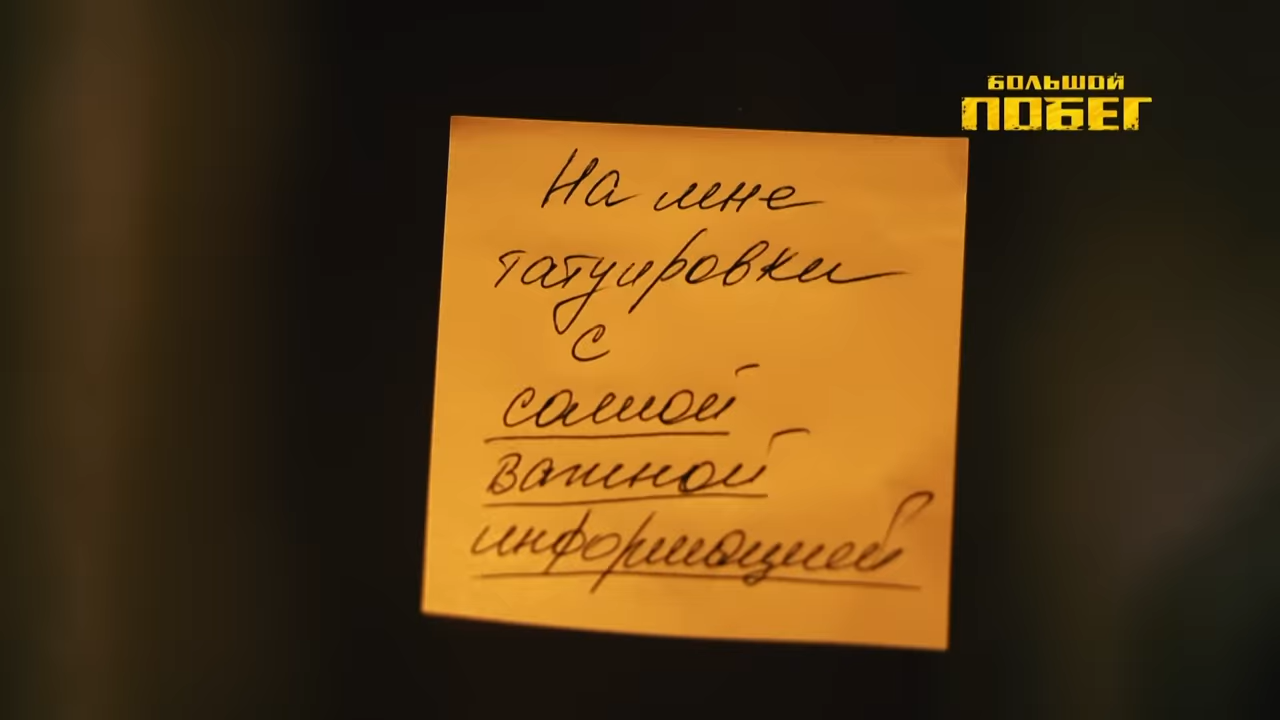 БОЛЬШОЙ
ПОБЕГ
На мне
татуировки
с
самой
важной
информацией